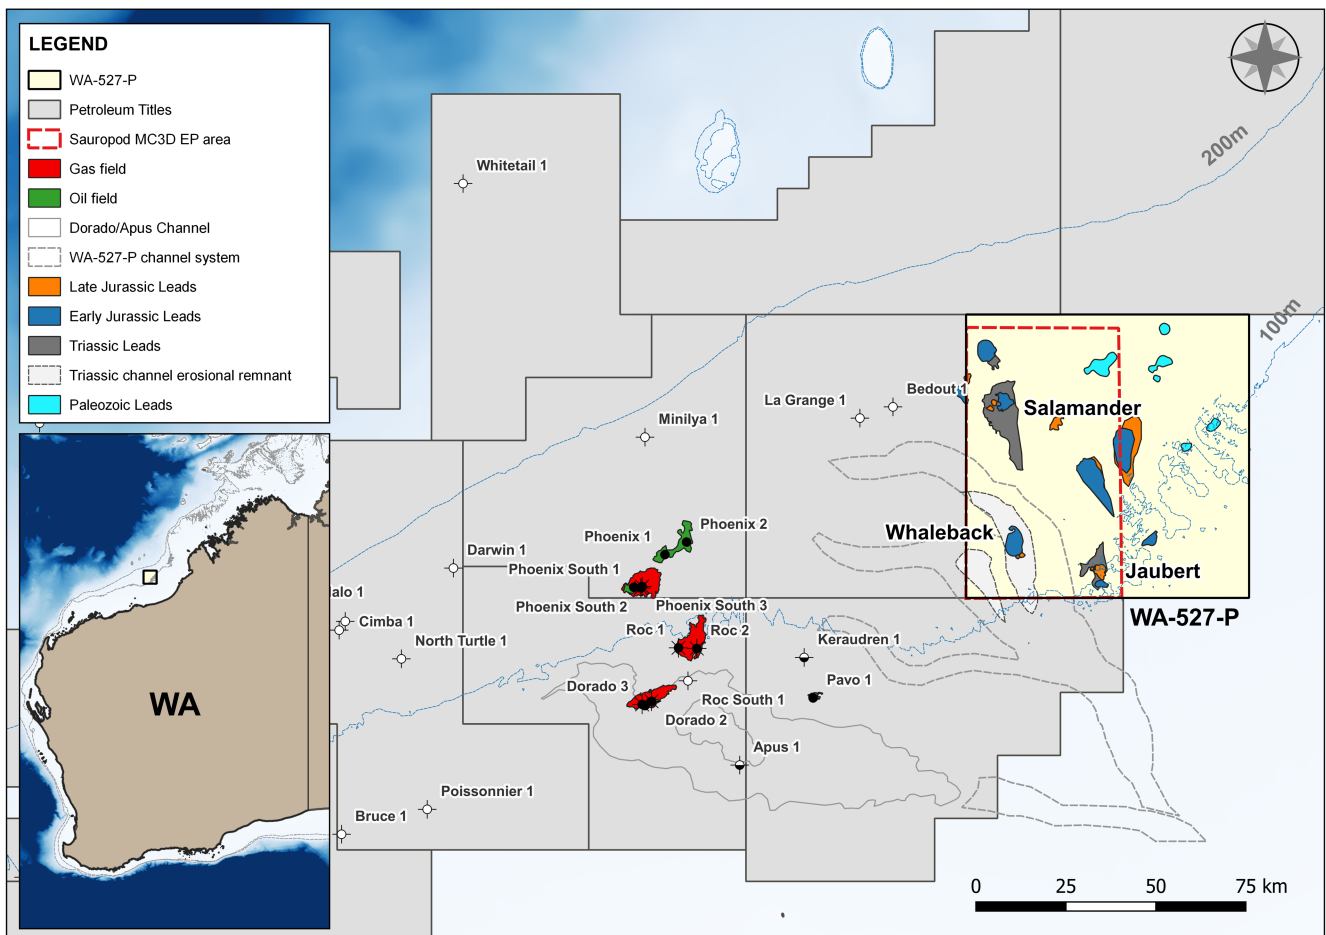 LEGEND
WA-527-P
Petroleum Titles
Sauropod MC3D EP area
Gas field
Oil field
Dorado/Apus Channel
WA-527-P channel system
Late Jurassic Leads
Early Jurassic Leads
Triassic Leads
Triassic channel erosional remnant
Paleozoic Leads
WA
Whitetail 1
200m
100m
Bedout 1
La Grange 1
Minilya 1
Salamander
Phoenix 2
Phoenix 1
Whaleback
Darwin 1
Phoenix South 1
Jaubert
alo 1
Phoenix South 2
Phoenix South 3
WA-527-P
Cimba 1
Roc 1
Roc 2
North Turtle 1
Keraudren 1
Dorado 3
Pavo 1
Roc South 1
Dorado 2
Apus 1
Poissonnier 1
Bruce 1
0 25 50 75 km